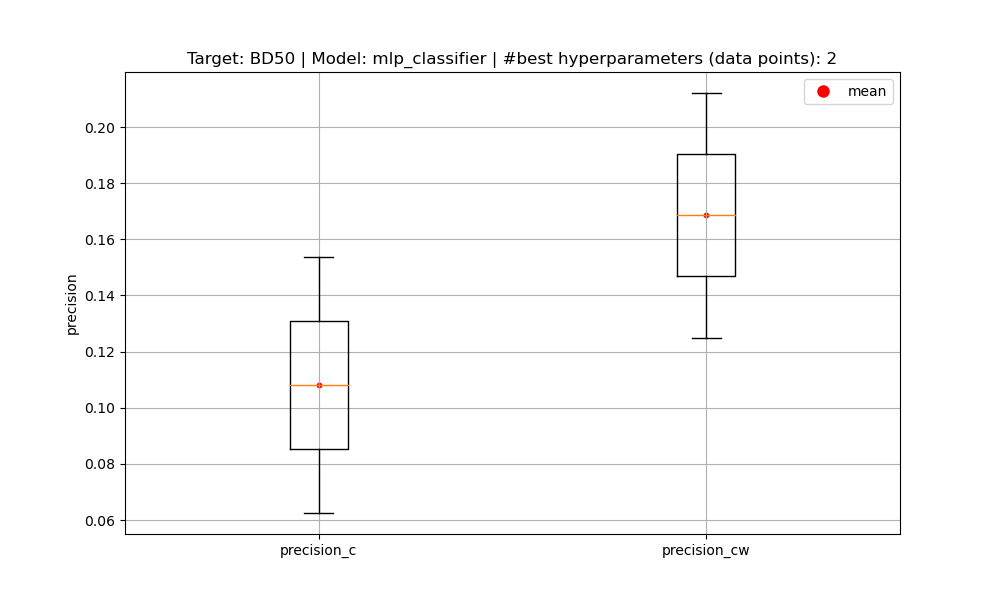 Target: BD50 | Model: mlp_classifier | #best hyperparameters (data points): 2
mean
precision
0.20
0.18
0.16
0.14
0.12
0.10
0.08
0.06
precision_c
precision_cw